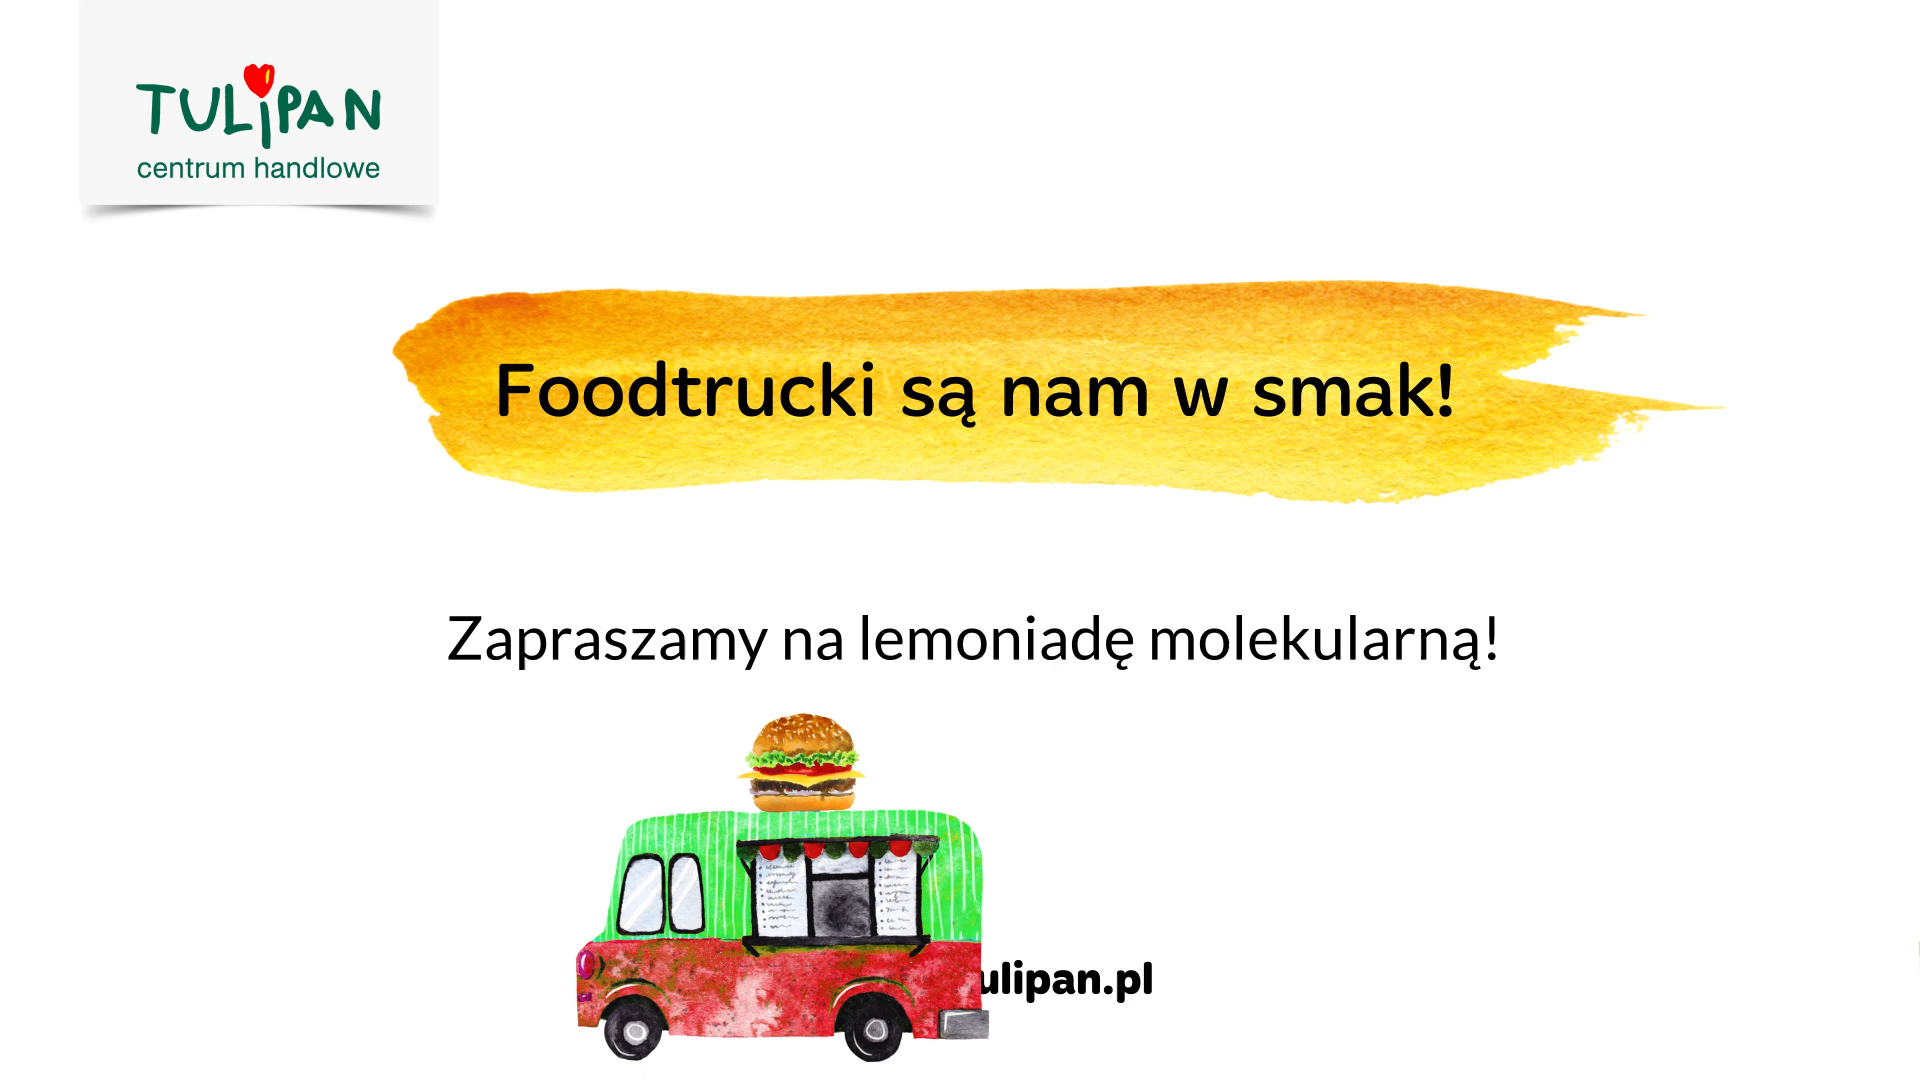 TULiPAN
centrum handlowe
Foodtrucki są nam w smak!
Zapraszamy na lemoniadę molekularną!
ulipan.pl